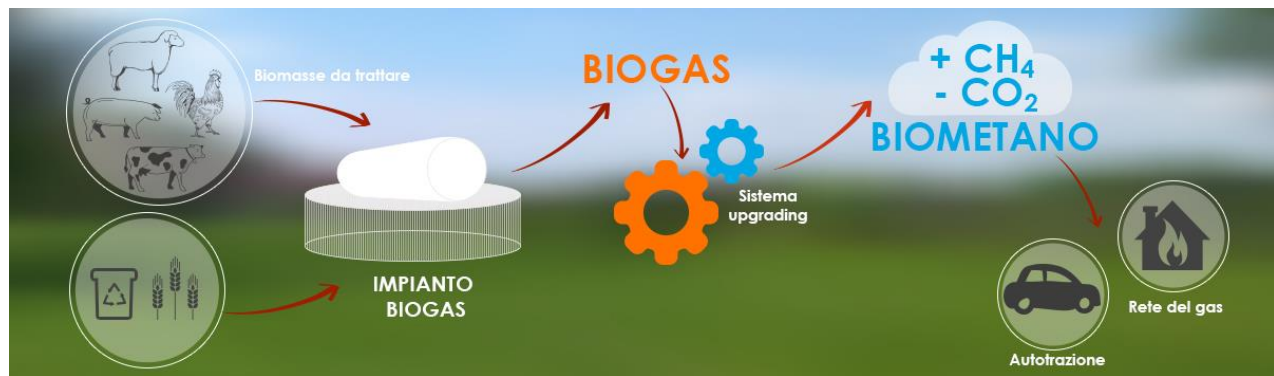 Biomasse da trattare
IMPIANTO
BIOGAS
BIOGAS
Sistema
upgrading
+ CH₄
- CO₂
BIOMETANO
Autotrazione
Rete del gas